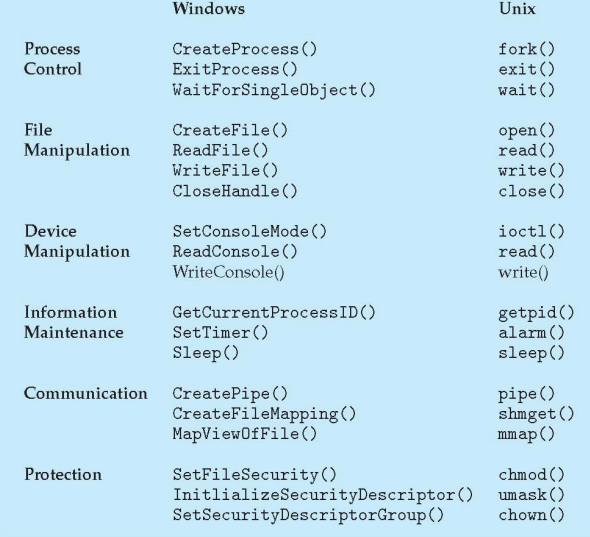 Windows Unix
Process CreateProcess() fork()
Control ExitProcess() exit()
WaitForSingleObject() wait()
File CreateFile() open()
Manipulation ReadFile() read()
WriteFile() write()
CloseHandle() close()
Device SetConsoleMode() ioctl()
Manipulation ReadConsole() read()
WriteConsole() write()
Information GetCurrentProcessID() getpid()
Maintenance SetTimer() alarm()
Sleep() sleep()
Communication CreatePipe() pipe()
CreateFileMapping() shmget()
MapViewOfFile() mmap()
Protection SetFileSecurity() chmod()
InitlializeSecurityDescriptor() umask()
SetSecurityDescriptorGroup() chown()